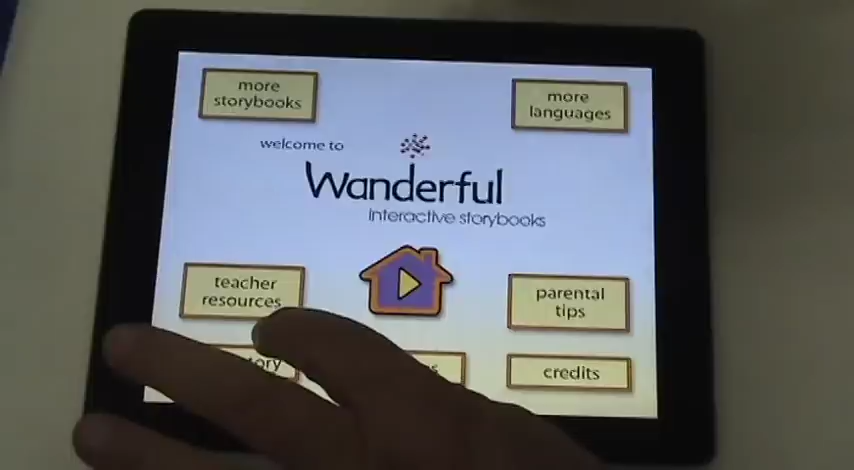 more
storybooks
more
languages
welcome to
Wanderful
interactive storybooks
teacher
resources
parental
tips
credits